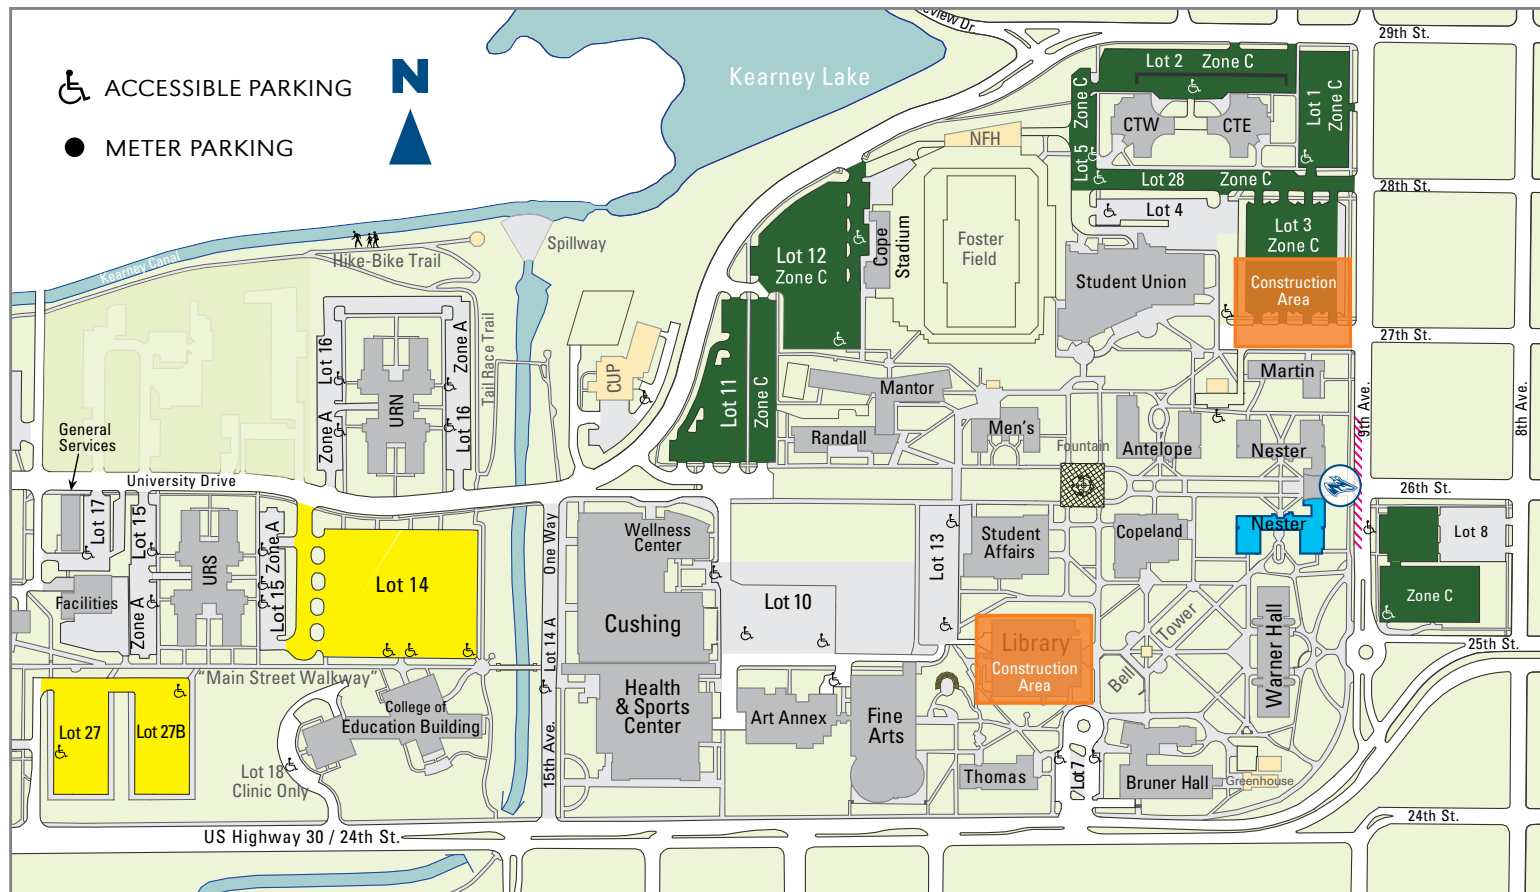 eview Dr.
29th St.
Kearney Lake
N
ACCESSIBLE PARKING
METER PARKING
Lot 2 Zone C
Lot 1
Zone C
Lot 5 Zone C
CTW
CTE
NFH
Lot 28 Zone C
28th St.
Lot 4
Lot 3
Zone C
Construction
Area
27th St.
Kearney Canal
Hike-Bike Trail
Spillway
Lot 12
Zone C
Cope
Stadium
Foster
Field
Student Union
Lot 16
Zone A
URN
Zone A
Lot 16
Tail Race Trail
CUP
Lot 11
Zone C
Mantor
Randall
Men's
Fountain
Antelope
Martin
Nester
9th Ave.
8th Ave.
General
Services
University Drive
26th St.
Lot 17
Lot 15
Zone A
URS
Zone A
Lot 15
Facilities
Lot 14
One Way
Lot 14 A
15th Ave.
Wellness
Center
Cushing
Lot 10
Lot 13
Student
Affairs
Copeland
Nester
Lot 8
Zone C
25th St.
Library
Construction
Area
Bell
Tower
Warner Hall
"Main Street Walkway"
Lot 27
Lot 27B
College of
Education Building
Lot 18
Clinic Only
Health
& Sports
Center
Art Annex
Fine
Arts
Thomas
Lot 7
Bruner Hall
Greenhouse
US Highway 30 / 24th St.
24th St.